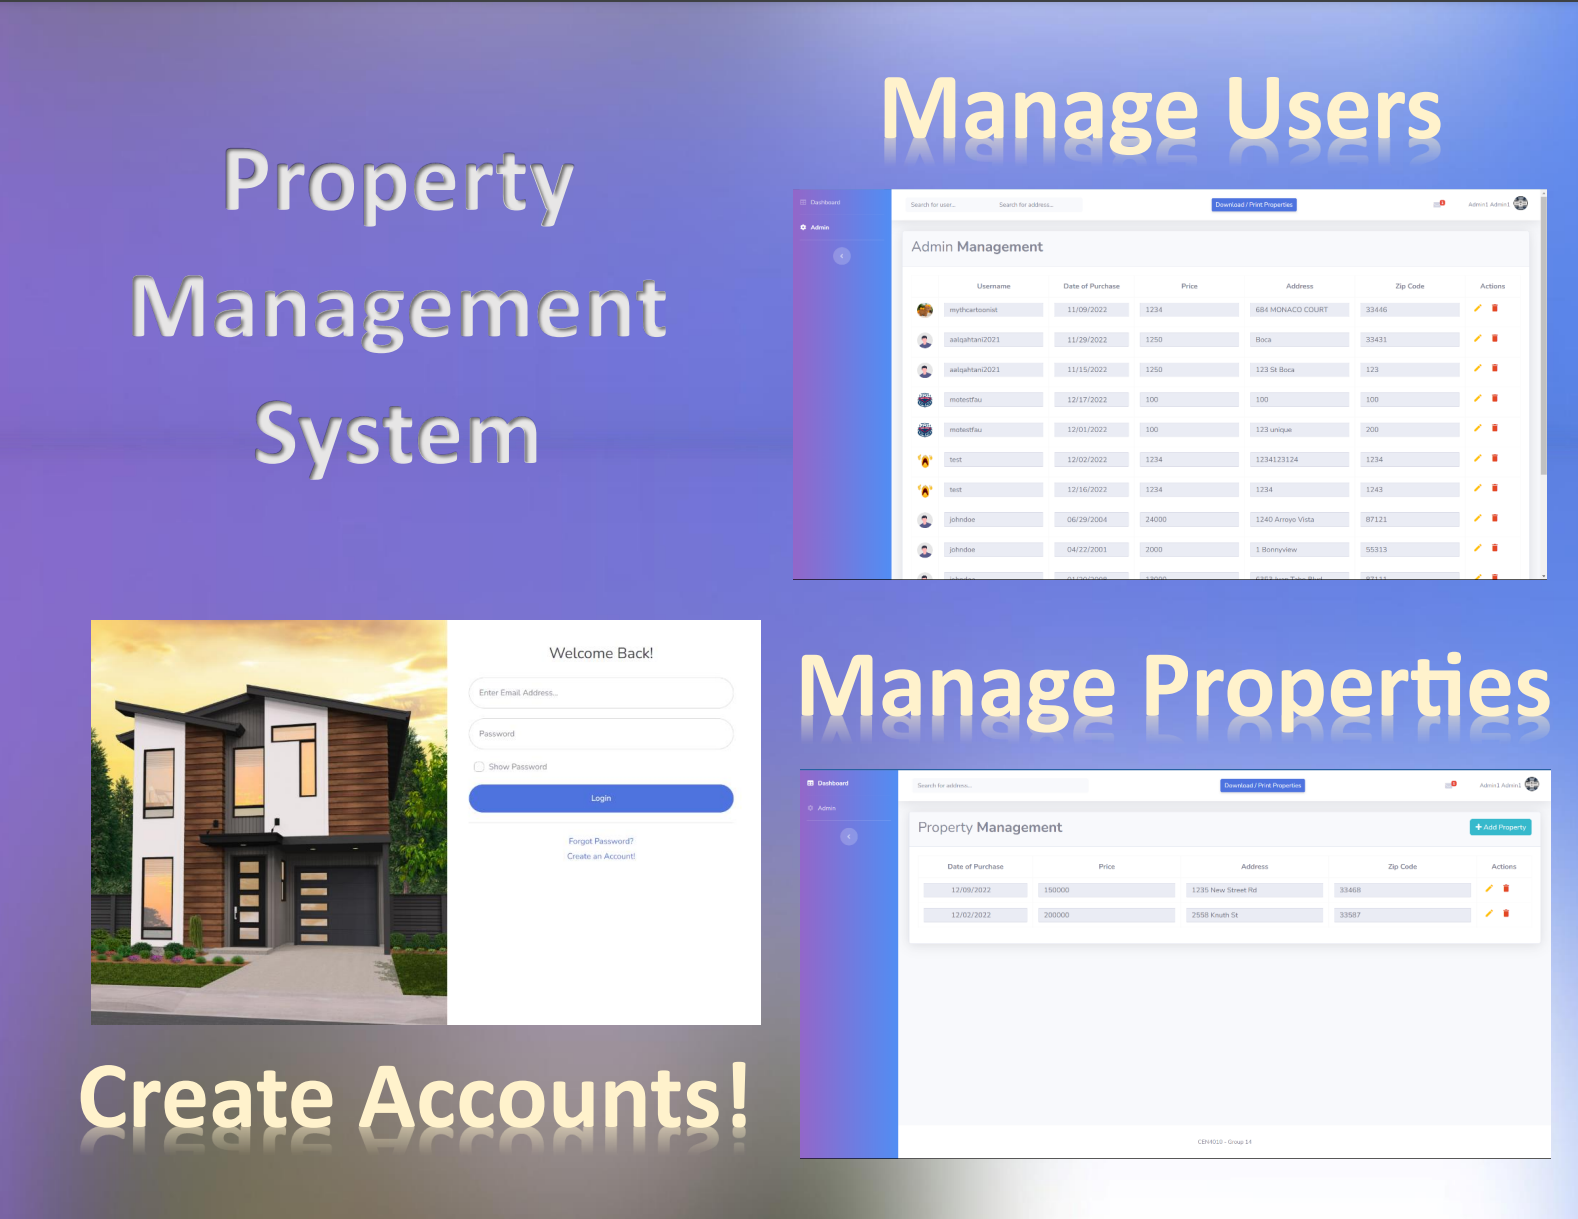 Property
Management
System
Manage Users
Dashboard
Admin
Search for user...
Search for address...
Download / Print Properties
Admin1 Admin1
Admin Management
Username Date of Purchase Price Address Zip Code Actions
mythcartoonist 11/09/2022 1234 684 MONACO COURT 33446
aalqahtani2021 11/29/2022 1250 Boca 33431
aalqahtani2021 11/15/2022 1250 123 St Boca 123
motestfau 12/17/2022 100 100 100
motestfau 12/01/2022 100 123 unique 200
test 12/02/2022 1234 1234123124 1234
test 12/16/2022 1234 1234 1243
johndoe 06/29/2004 24000 1240 Arroyo Vista 87121
johndoe 04/22/2001 2000 1 Bonnyview 55313
Welcome Back!
Enter Email Address...
Password
Show Password
Login
Forgot Password?
Create an Account!
Create Accounts!
Manage Properties
Dashboard
Admin
Search for address...
Download / Print Properties
Admin1 Admin1
Property Management
+ Add Property
Date of Purchase Price Address Zip Code Actions
12/09/2022 150000 1235 New Street Rd 33468
12/02/2022 200000 2558 Knuth St 33587
CEN4010 - Group 14